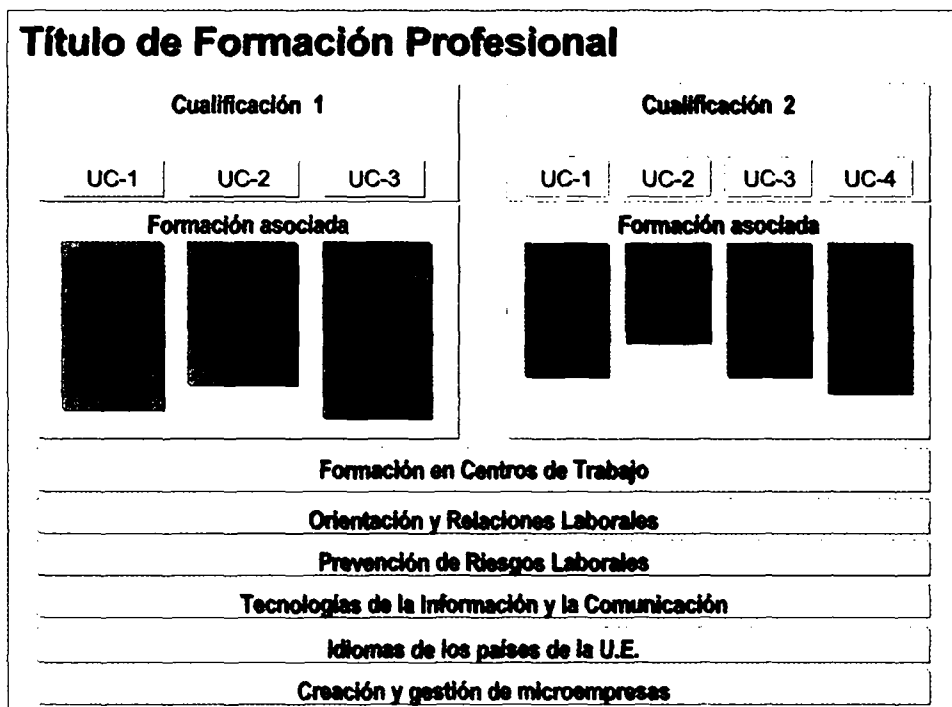 Título de Formación Profesional
Cualificación 1
Cualificación 2
UC-1 UC-2 UC-3
UC-1 UC-2 UC-3 UC-4
Formación asociada
Formación asociada
Formación en Centros de Trabajo
Orientación y Relaciones Laborales
Prevención de Riesgos Laborales
Tecnologías de la Información y la Comunicación
Idiomas de los países de la U.E.
Creación y gestión de microempresas